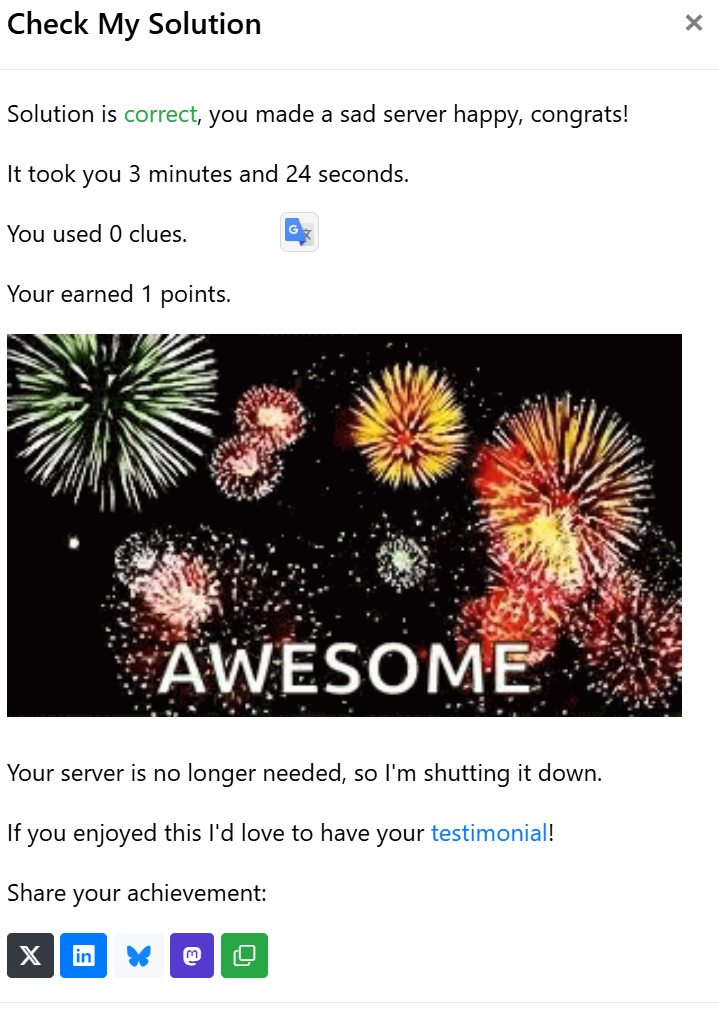 Check My Solution
Solution is correct, you made a sad server happy, congrats!
It took you 3 minutes and 24 seconds.
You used 0 clues.
Your earned 1 points.
AWESOME
Your server is no longer needed, so I'm shutting it down.
If you enjoyed this I'd love to have your testimonial!
Share your achievement: